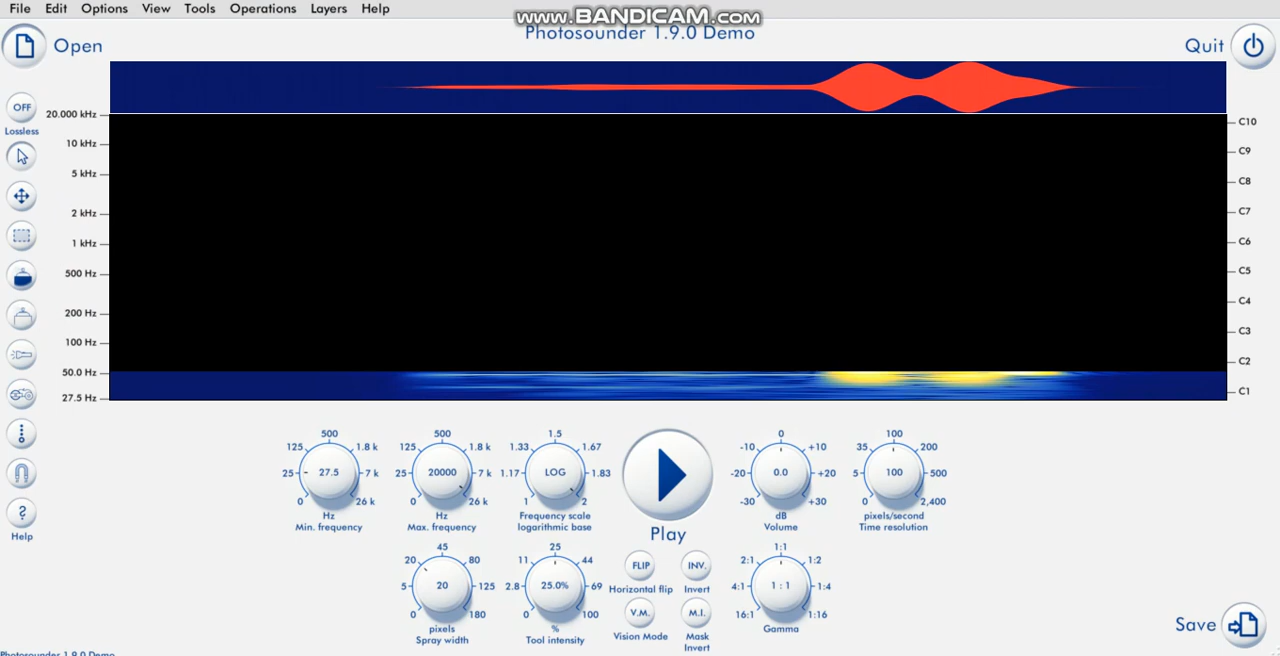 File Edit Options View Tools Operations Layers Help
www.BANDICAM.com
Photosounder 1.9.0 Demo
Open
Quit
OFF
Lossless
20.000 kHz
10 kHz
5 kHz
2 kHz
1 kHz
500 Hz
200 Hz
100 Hz
50.0 Hz
27.5 Hz
C10
C9
C8
C7
C6
C5
C4
C3
C2
C1
?
Help
500
125 1.8 k
25 27.5 7 k
0 26 k
Hz
Min. frequency
500
125 1.8 k
25 20000 7 k
0 26 k
Hz
Max. frequency
1.5
1.33 1.67
1.17 LOG 1.83
1 2
Frequency scale
logarithmic base
Play
0
-10 +10
-20 0.0 +20
-30 +30
dB
Volume
100
35 200
5 100 500
0 2,400
pixels/second
Time resolution
45
20 80
5 20 125
0 180
pixels
Spray width
25
11 44
2.8 25.0% 69
0 100
%
Tool intensity
FLIP
Horizontal flip
INV.
Invert
V.M.
Vision Mode
M.I.
Mask
Invert
1:1
2:1 1:2
4:1 1 : 1 1:4
16:1 1:16
Gamma
Save
Photosounder 1.9.0 Demo